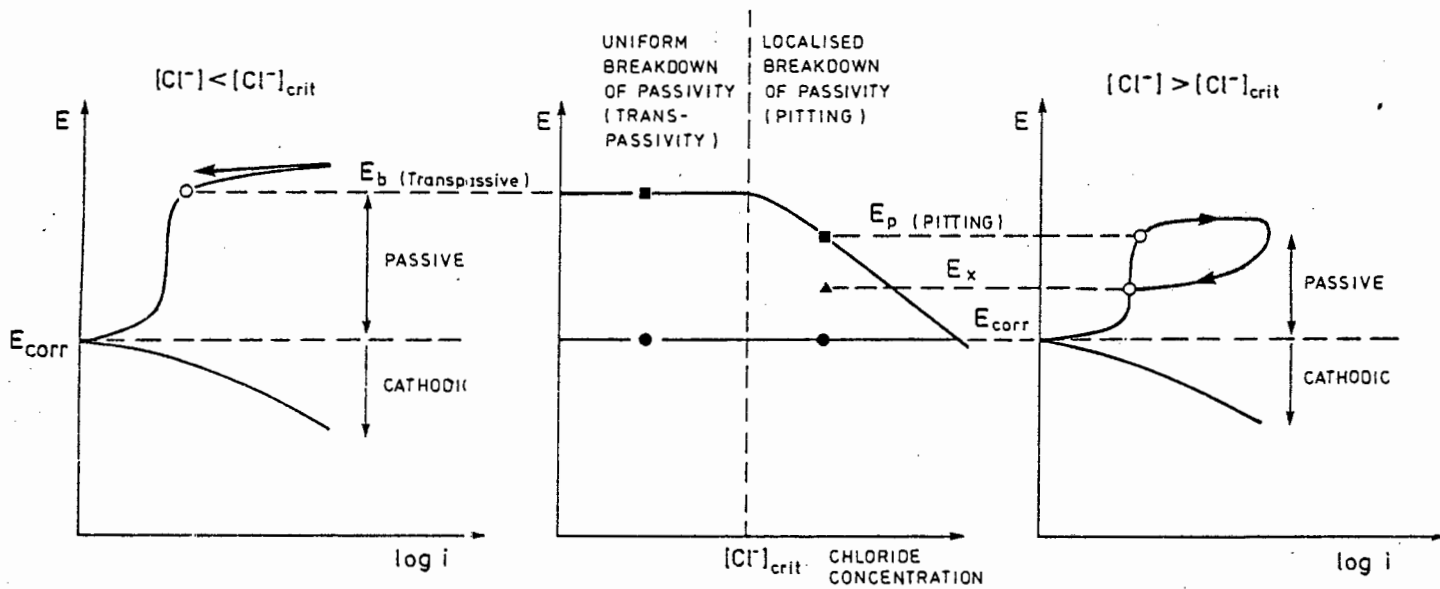 [Cl⁻] < [Cl⁻]crit
E
Eb (Transpassive)
PASSIVE
Ecorr
CATHODIC
log i
UNIFORM
BREAKDOWN
OF PASSIVITY
(TRANS-
PASSIVITY)
LOCALISED
BREAKDOWN
OF PASSIVITY
(PITTING)
E
Ep (PITTING)
Ex
Ecorr
[Cl⁻]crit
CHLORIDE
CONCENTRATION
[Cl⁻] > [Cl⁻]crit
E
PASSIVE
CATHODIC
log i